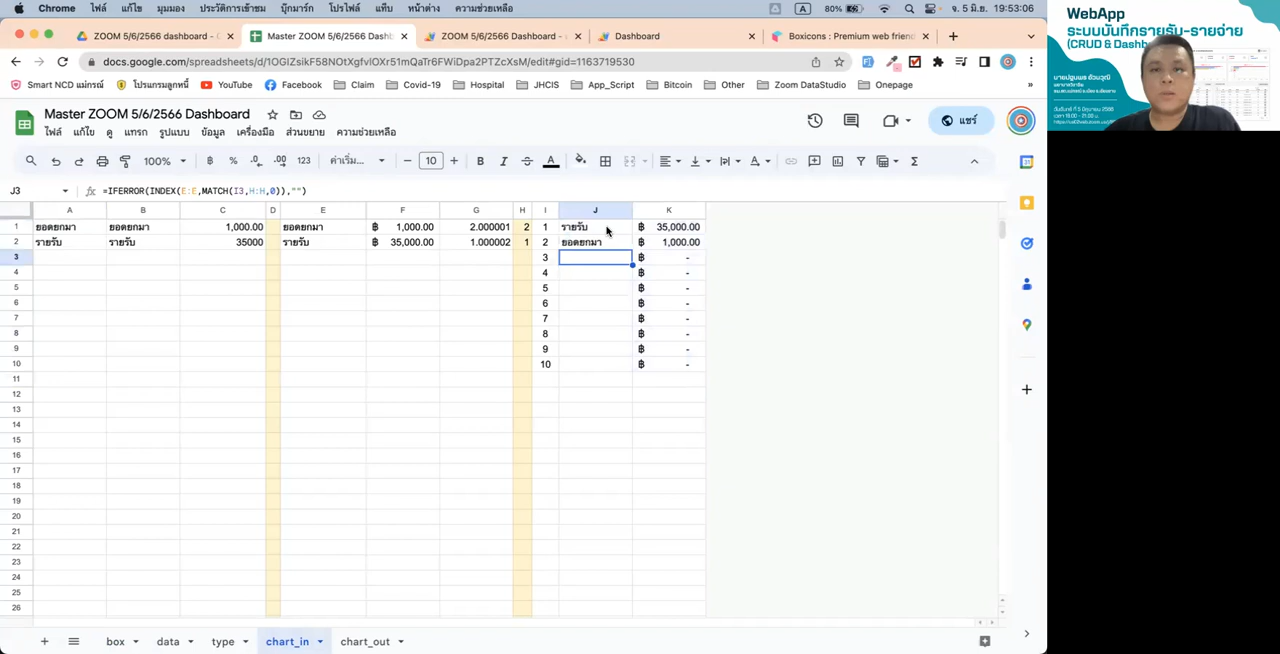 Chrome ไฟล์ แก้ไข ดู ประวัติการเข้าชม บุ๊กมาร์ก โปรไฟล์ แท็บ หน้าต่าง ความช่วยเหลือ
A 80% จ. 5 มิ.ย. 19:53:06
ZOOM 5/6/2566 dashboard - G
Master ZOOM 5/6/2566 Dashb
ZOOM 5/6/2566 Dashboard -
Dashboard
Boxicons : Premium web friend
docs.google.com/spreadsheets/d/1OGIZsikF58NOtXgfvlOXr51mQaTr6FWiDpa2PTZcXsM/edit#gid=1163719530
Smart NCD แม่กรณ์ โปรแกรมลูกหนี้ YouTube Facebook Claim Covid-19 Hospital JHCIS App_Script Bitcoin Other Zoom DataStudio Onepage »
Master ZOOM 5/6/2566 Dashboard
ไฟล์ แก้ไข ดู แทรก รูปแบบ ข้อมูล เครื่องมือ ส่วนขยาย ความช่วยเหลือ
แชร์
100% ฿ % .0 .00 123 ค่าเริ่ม... 10 B I A
J3 fx =IFERROR(INDEX(E:E,MATCH(I3,H:H,0)),"")
A B C D E F G H I J K
1 ยอดยกมา ยอดยกมา 1,000.00 ยอดยกมา ฿ 1,000.00 2.000001 2 1 รายรับ ฿ 35,000.00
2 รายรับ รายรับ 35000 รายรับ ฿ 35,000.00 1.000002 1 2 ยอดยกมา ฿ 1,000.00
3 3 ฿ -
4 4 ฿ -
5 5 ฿ -
6 6 ฿ -
7 7 ฿ -
8 8 ฿ -
9 9 ฿ -
10 10 ฿ -
11
12
13
14
15
16
17
18
19
20
21
22
23
24
25
26
box data type chart_in chart_out
WebApp
ระบบบันทึกรายรับ-รายจ่าย
(CRUD & Dashb